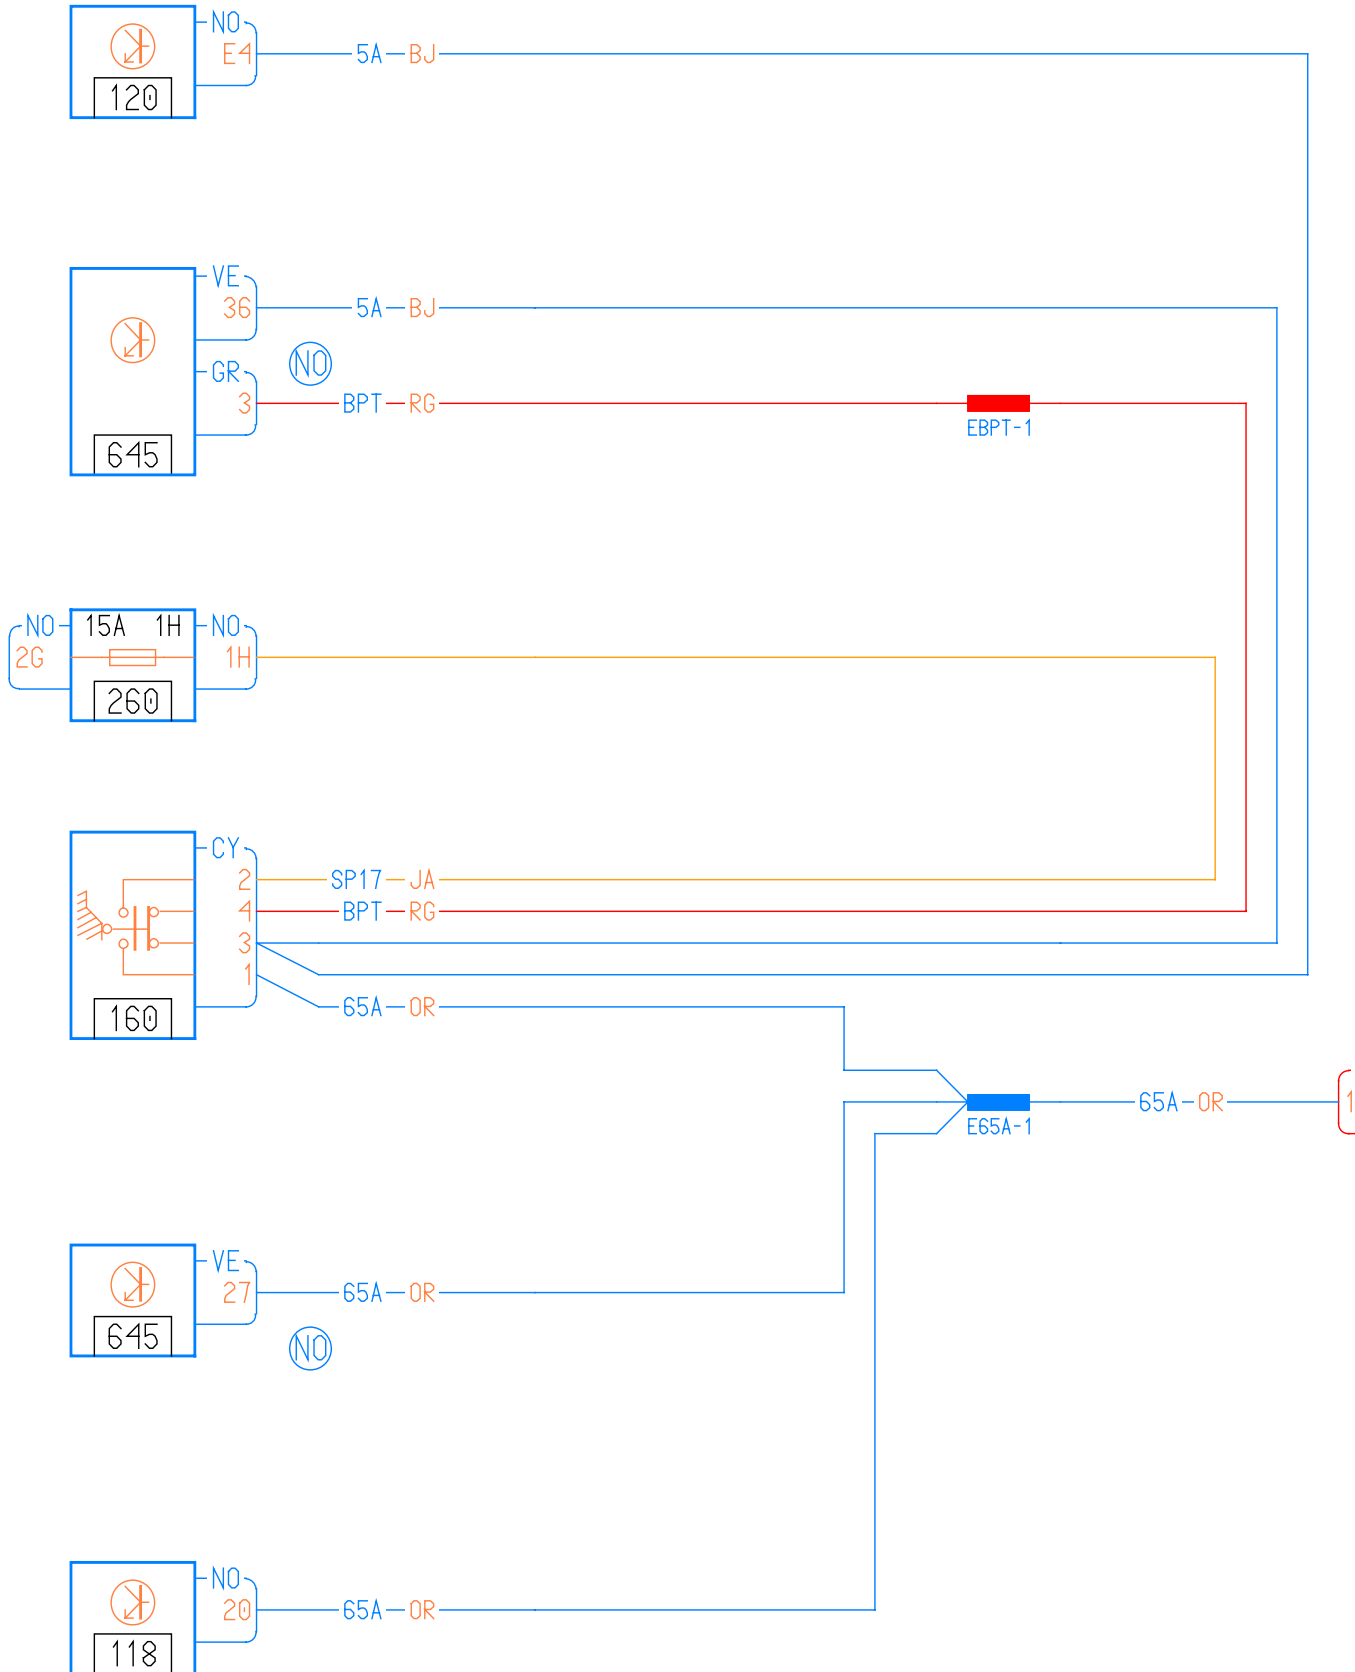 NO
E4 5A BJ
120
VE
36 5A BJ
NO
GR
3 BPT RG
EBPT-1
645
NO 15A 1H NO
2G 1H
260
CY
2 SP17 JA
4 BPT RG
3
1
65A OR
160
65A OR 1
E65A-1
VE
27 65A OR
645
NO
NO
20 65A OR
118